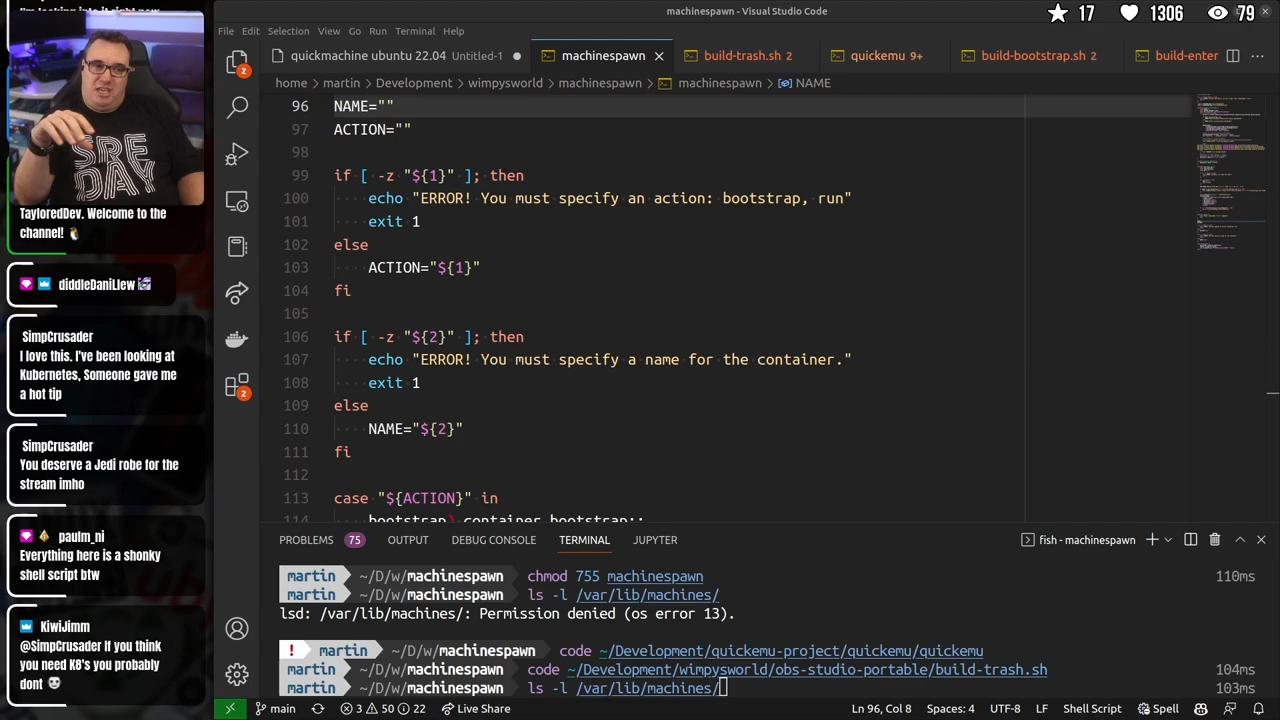 machinespawn - Visual Studio Code
17
1306
79
File Edit Selection View Go Run Terminal Help
quickmachine ubuntu 22.04 Untitled-1
machinespawn
build-trash.sh 2
quickemu 9+
build-bootstrap.sh 2
build-enter
home > martin > Development > wimpysworld > machinespawn > machinespawn > NAME
96 NAME=""
97 ACTION=""
98
99 if [ -z "${1}" ]; then
100 echo "ERROR! You must specify an action: bootstrap, run"
101 exit 1
102 else
103 ACTION="${1}"
104 fi
105
106 if [ -z "${2}" ]; then
107 echo "ERROR! You must specify a name for the container."
108 exit 1
109 else
110 NAME="${2}"
111 fi
112
113 case "${ACTION}" in
114 bootstrap) container_bootstrap;;
2
2
SRE
DAY
TayloredDav. Welcome to the
channel!
diddleDaniLlew
SimpCrusader
I love this. I've been looking at
Kubernetes, Someone gave me
a hot tip
SimpCrusader
You deserve a Jedi robe for the
stream imho
paulm_ni
Everything here is a shonky
shell script btw
KiwiJimm
@SimpCrusader If you think
you need K8's you probably
dont
PROBLEMS 75 OUTPUT DEBUG CONSOLE TERMINAL JUPYTER
fish - machinespawn
martin ~/D/w/machinespawn chmod 755 machinespawn 110ms
martin ~/D/w/machinespawn ls -l /var/lib/machines/
lsd: /var/lib/machines/: Permission denied (os error 13).
! martin ~/D/w/machinespawn code ~/Development/quickemu-project/quickemu/quickemu
martin ~/D/w/machinespawn code ~/Development/wimpysworld/obs-studio-portable/build-trash.sh 104ms
martin ~/D/w/machinespawn ls -l /var/lib/machines/ 103ms
main 3 50 22 Live Share
Ln 96, Col 8 Spaces: 4 UTF-8 LF Shell Script Spell